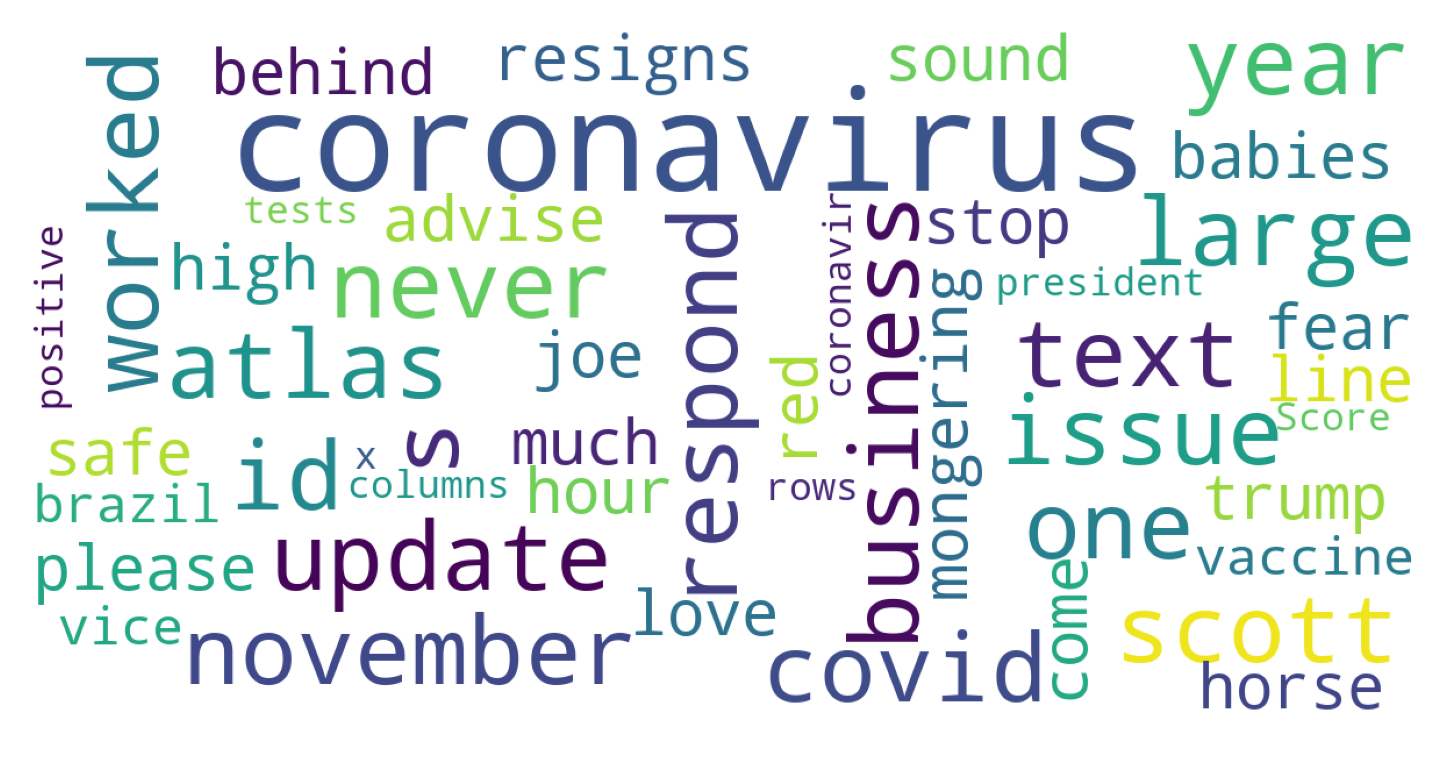 behind
resigns
sound
year
worked
coronavirus
babies
tests
advise
respond
coronavir
business
stop
large
positive
high
never
mongering
president
atlas
joe
red
text
fear
line
safe
id
x
s
much
issue
Score
brazil
columns
hour
rows
one
trump
please
update
vaccine
vice
november
love
covid
come
scott
horse